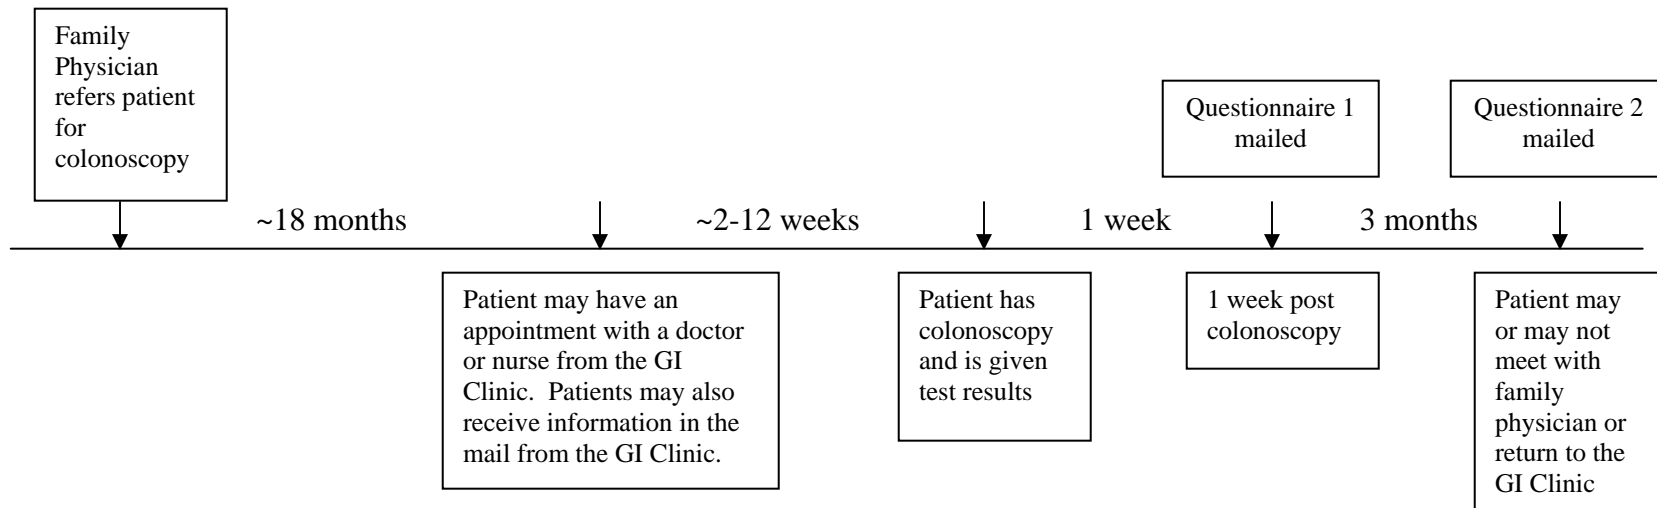 Family
Physician
refers patient
for
colonoscopy
Questionnaire 1
mailed
Questionnaire 2
mailed
~18 months
~2-12 weeks
1 week
3 months
Patient may have an
appointment with a doctor
or nurse from the GI
Clinic.  Patients may also
receive information in the
mail from the GI Clinic.
Patient has
colonoscopy
and is given
test results
1 week post
colonoscopy
Patient may
or may not
meet with
family
physician or
return to the
GI Clinic